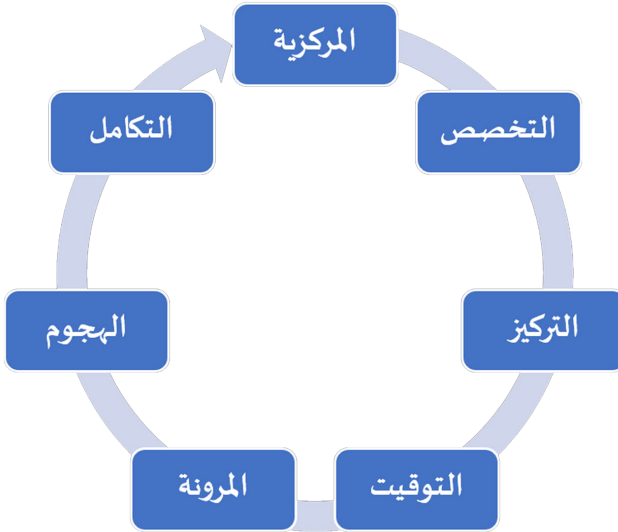 المركزية
التخصص
التركيز
التوقيت
المرونة
الهجوم
التكامل